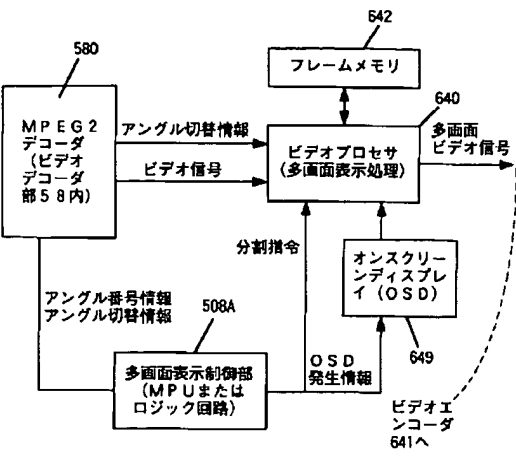 642
フレームメモリ
580
MPEG2
デコーダ
(ビデオ
デコーダ
部58内)
アングル切替情報
ビデオ信号
640
ビデオプロセサ
(多画面表示処理)
多画面
ビデオ信号
分割指令
オンスクリー
ンディスプレ
イ(OSD)
649
アングル番号情報
アングル切替情報
508A
多画面表示制御部
(MPUまたは
ロジック回路)
OSD
発生情報
ビデオエ
ンコーダ
641へ